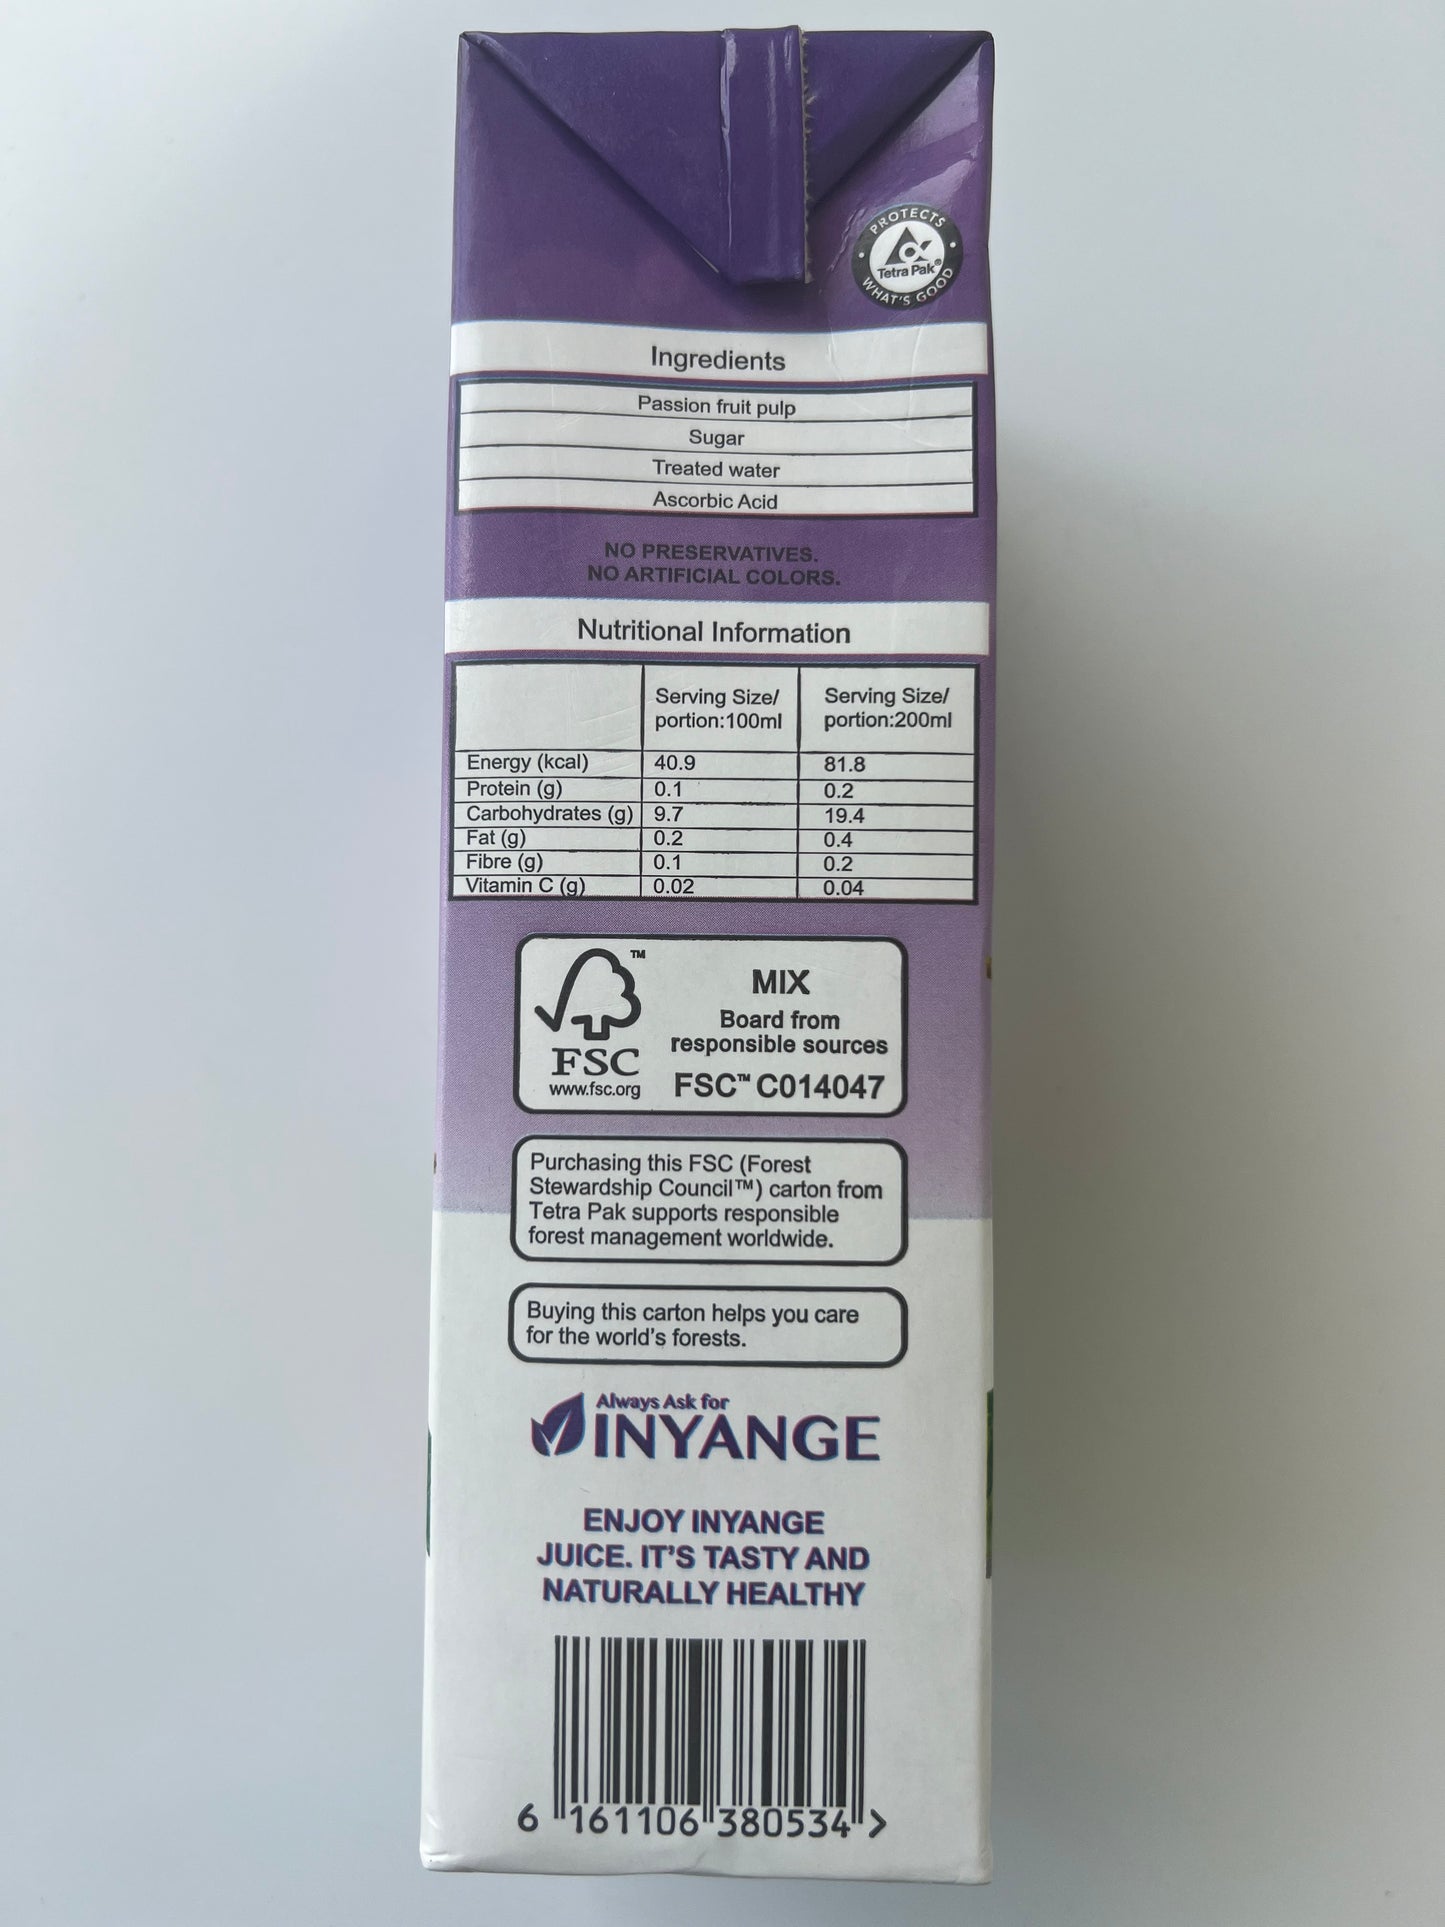 PROTECTS
Tetra Pak®
WHAT'S GOOD
Ingredients
Passion fruit pulp
Sugar
Treated water
Ascorbic Acid
NO PRESERVATIVES.
NO ARTIFICIAL COLORS.
Nutritional Information
Serving Size/ Serving Size/
portion:100ml portion:200ml
Energy (kcal) 40.9 81.8
Protein (g) 0.1 0.2
Carbohydrates (g) 9.7 19.4
Fat (g) 0.2 0.4
Fibre (g) 0.1 0.2
Vitamin C (g) 0.02 0.04
™
FSC
www.fsc.org
MIX
Board from
responsible sources
FSC™ C014047
Purchasing this FSC (Forest
Stewardship Council™) carton from
Tetra Pak supports responsible
forest management worldwide.
Buying this carton helps you care
for the world's forests.
Always Ask for
INYANGE
ENJOY INYANGE
JUICE. IT'S TASTY AND
NATURALLY HEALTHY
6 161106 380534 >